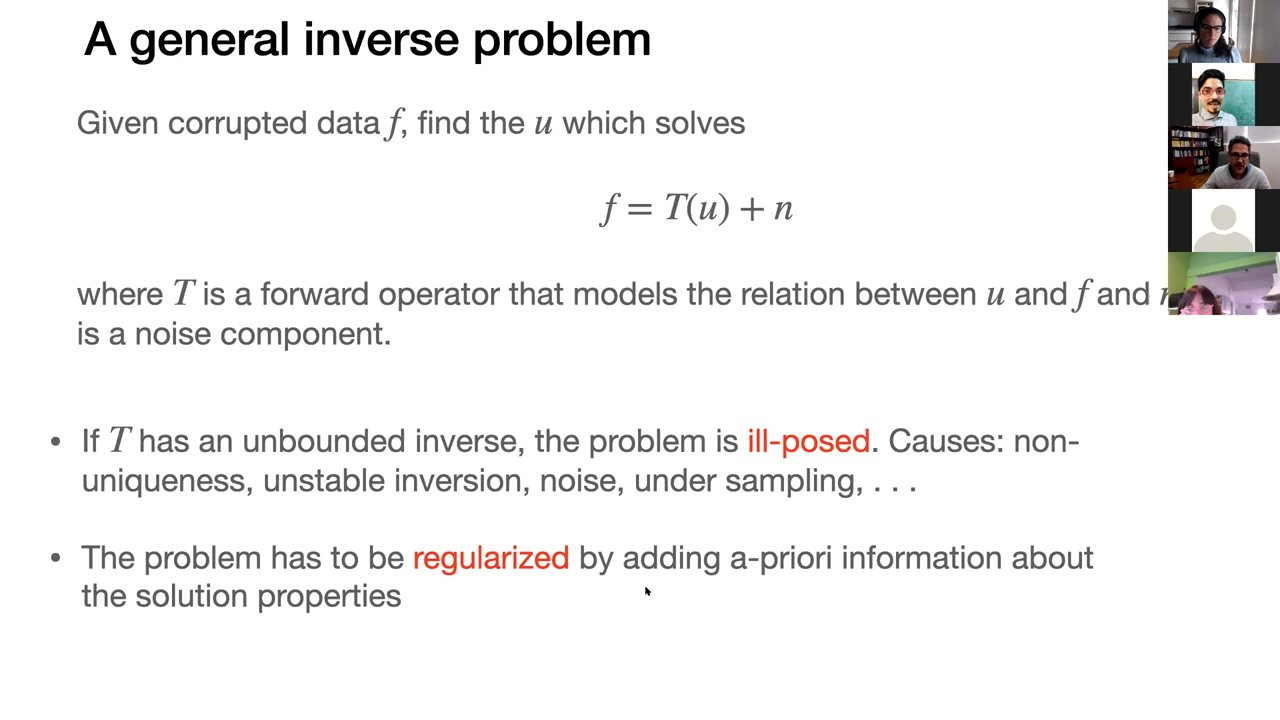 A general inverse problem
Given corrupted data f, find the u which solves
f = T(u) + n
where T is a forward operator that models the relation between u and f and
is a noise component.
• If T has an unbounded inverse, the problem is ill-posed. Causes: non-
uniqueness, unstable inversion, noise, under sampling, . . .
• The problem has to be regularized by adding a-priori information about
the solution properties